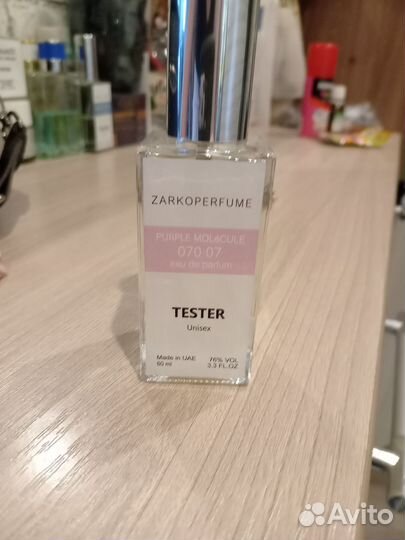 ZARKOPERFUME
PURPLE MOLéCULE
070 07
eau de parfum
TESTER
Unisex
Made in UAE 76% VOL
60 ml 3.3 FL.OZ
Avito